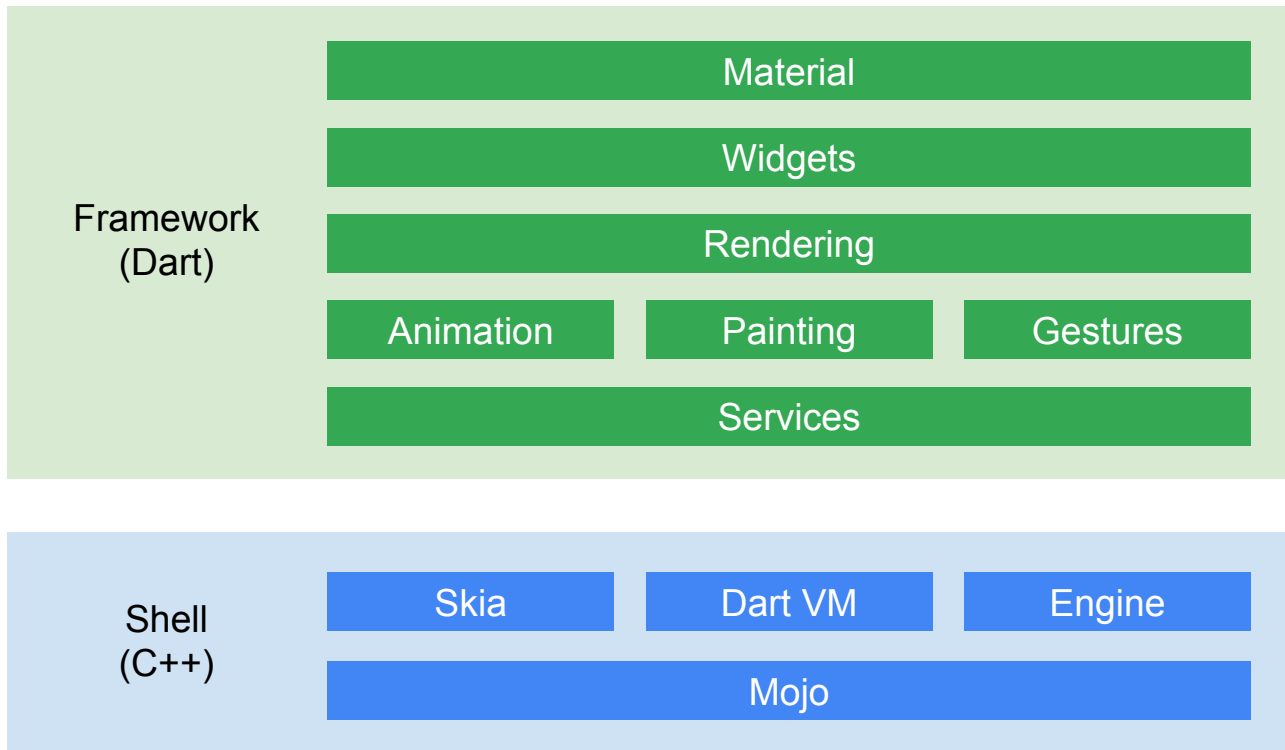 Material
Widgets
Framework
(Dart)
Rendering
Animation
Painting
Gestures
Services
Shell
(C++)
Skia
Dart VM
Engine
Mojo